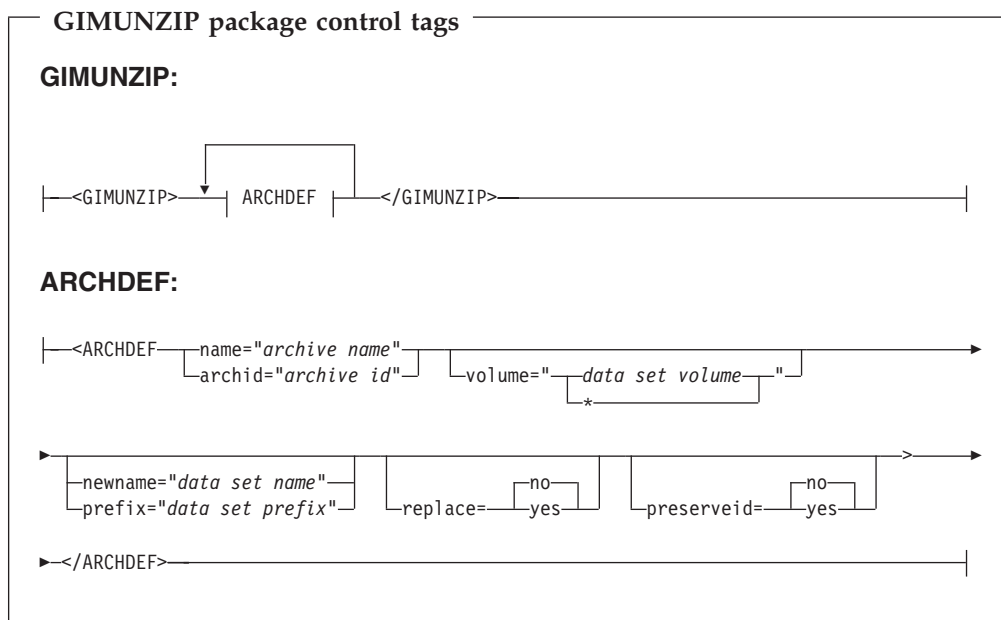 GIMUNZIP package control tags
GIMUNZIP:
<GIMUNZIP> ARCHDEF </GIMUNZIP>
ARCHDEF:
<ARCHDEF name="archive name" volume=" data set volume "
archid="archive id" *
newname="data set name" replace= no preserveid= no >
prefix="data set prefix" yes yes
</ARCHDEF>